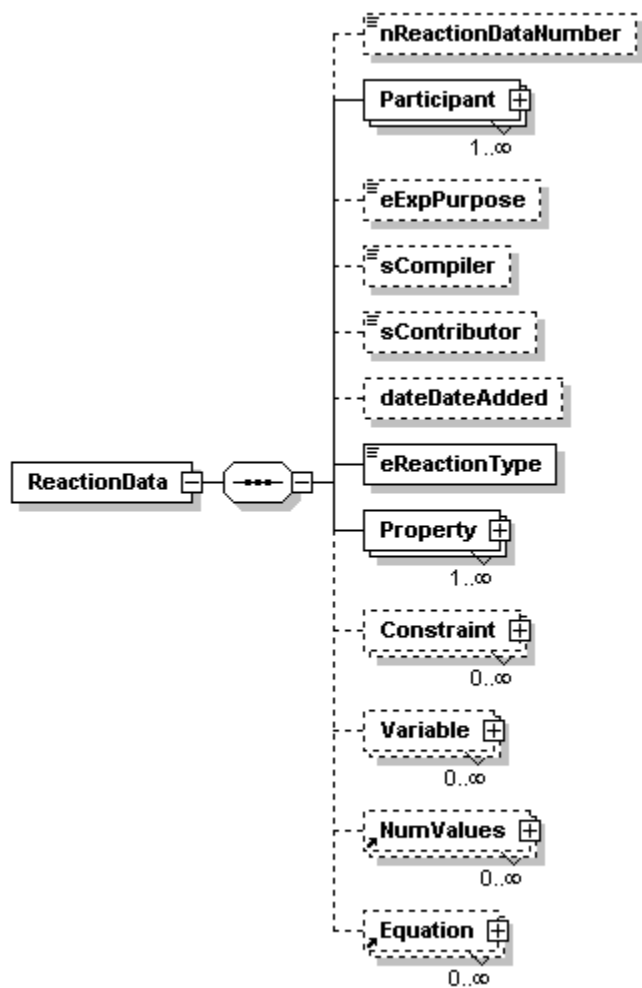 nReactionDataNumber
Participant
1..∞
eExpPurpose
sCompiler
sContributor
dateDateAdded
ReactionData
eReactionType
Property
1..∞
Constraint
0..∞
Variable
0..∞
NumValues
0..∞
Equation
0..∞